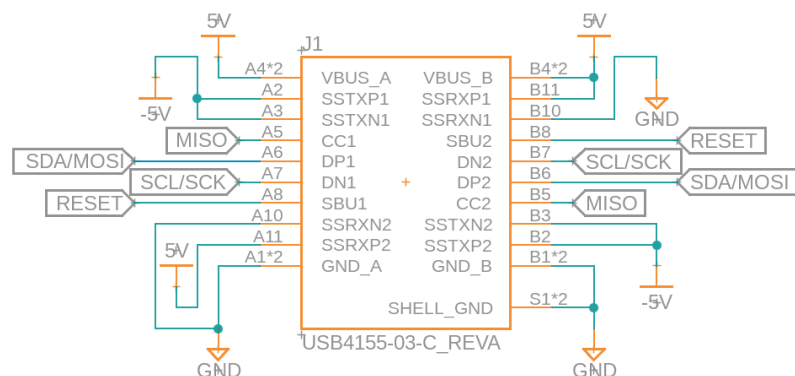 5V
5V
J1
A4*2 VBUS_A VBUS_B B4*2
A2 SSTXP1 SSRXP1 B11
A3 SSTXN1 SSRXN1 B10
-5V
GND
MISO A5 CC1 SBU2 B8 RESET
SDA/MOSI A6 DP1 DN2 B7 SCL/SCK
SCL/SCK A7 DN1 DP2 B6 SDA/MOSI
RESET A8 SBU1 CC2 B5 MISO
A10 SSRXN2 SSTXN2 B3
5V A11 SSRXP2 SSTXP2 B2
A1*2 GND_A GND_B B1*2
-5V
SHELL_GND S1*2
USB4155-03-C_REVA
GND
GND